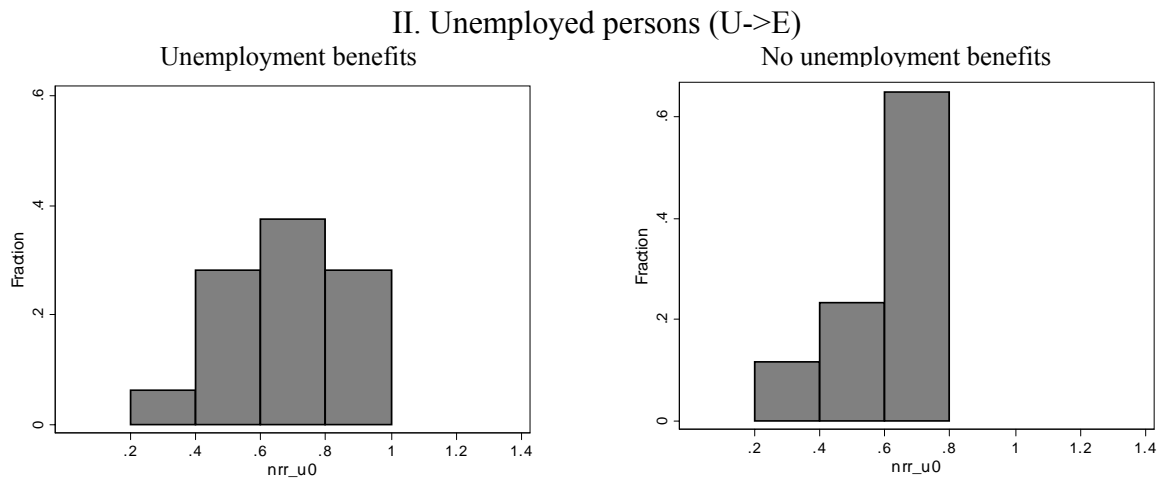 II. Unemployed persons (U->E)
Unemployment benefits
No unemployment benefits
.6
.4
.2
0
Fraction
.2 .4 .6 .8 1 1.2 1.4
nrr_u0
.6
.4
.2
0
Fraction
.2 .4 .6 .8 1 1.2 1.4
nrr_u0